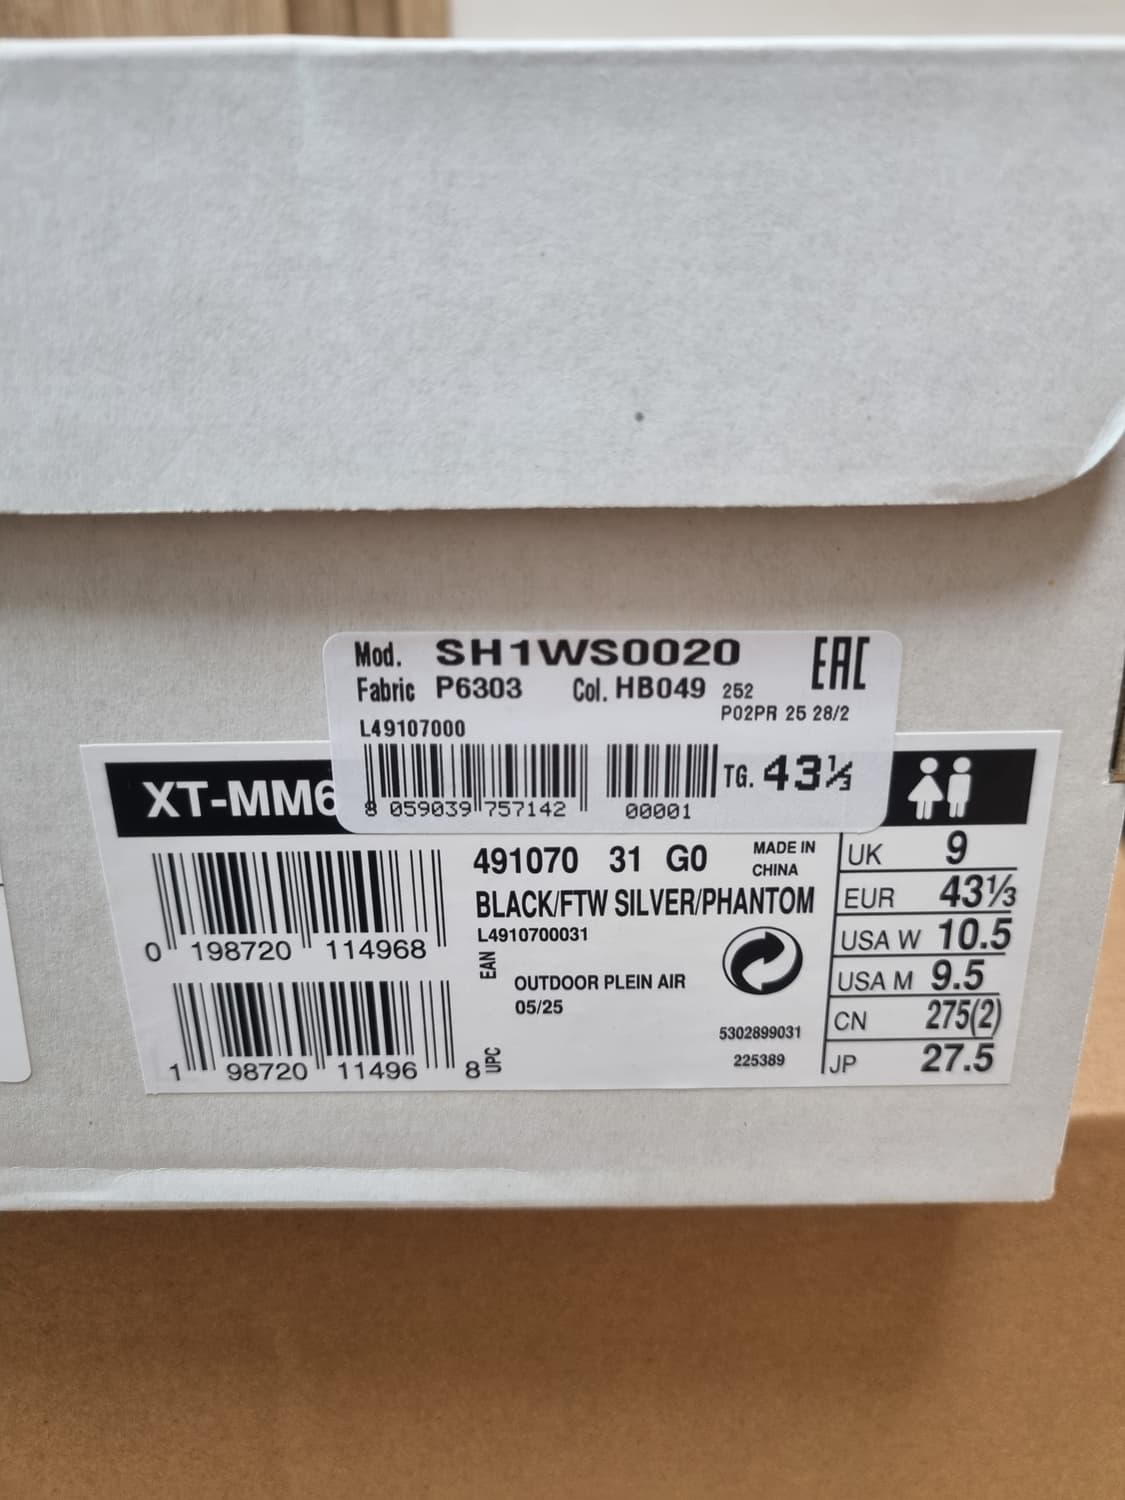 Mod. SH1WS0020 EAC
Fabric P6303 Col. HB049 252
P02PR 25 28/2
L49107000
8 059039 757142 00001 TG. 43⅓
XT-MM6
0 198720 114968
491070 31 G0 MADE IN CHINA
BLACK/FTW SILVER/PHANTOM
L4910700031
EAN
OUTDOOR PLEIN AIR
05/25
5302899031
225389
1 98720 11496 8 UPC
UK 9
EUR 43⅓
USA W 10.5
USA M 9.5
CN 275(2)
JP 27.5